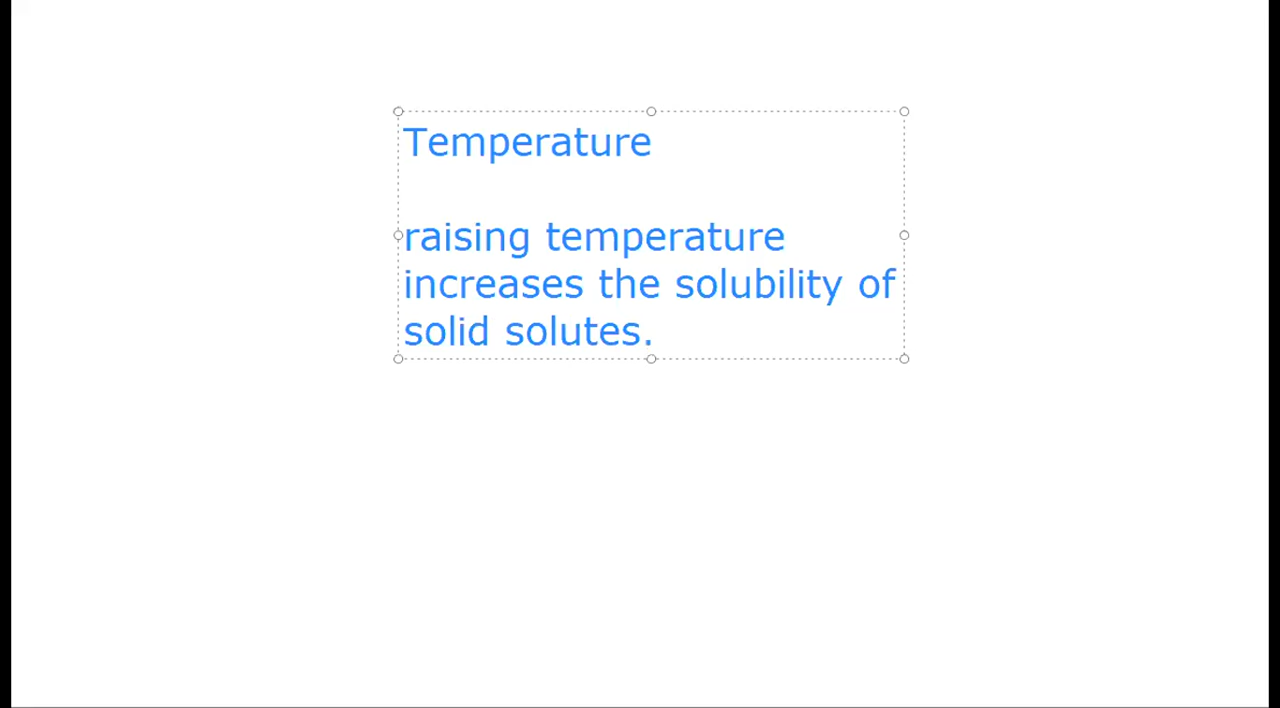 Temperature
raising temperature
increases the solubility of
solid solutes.